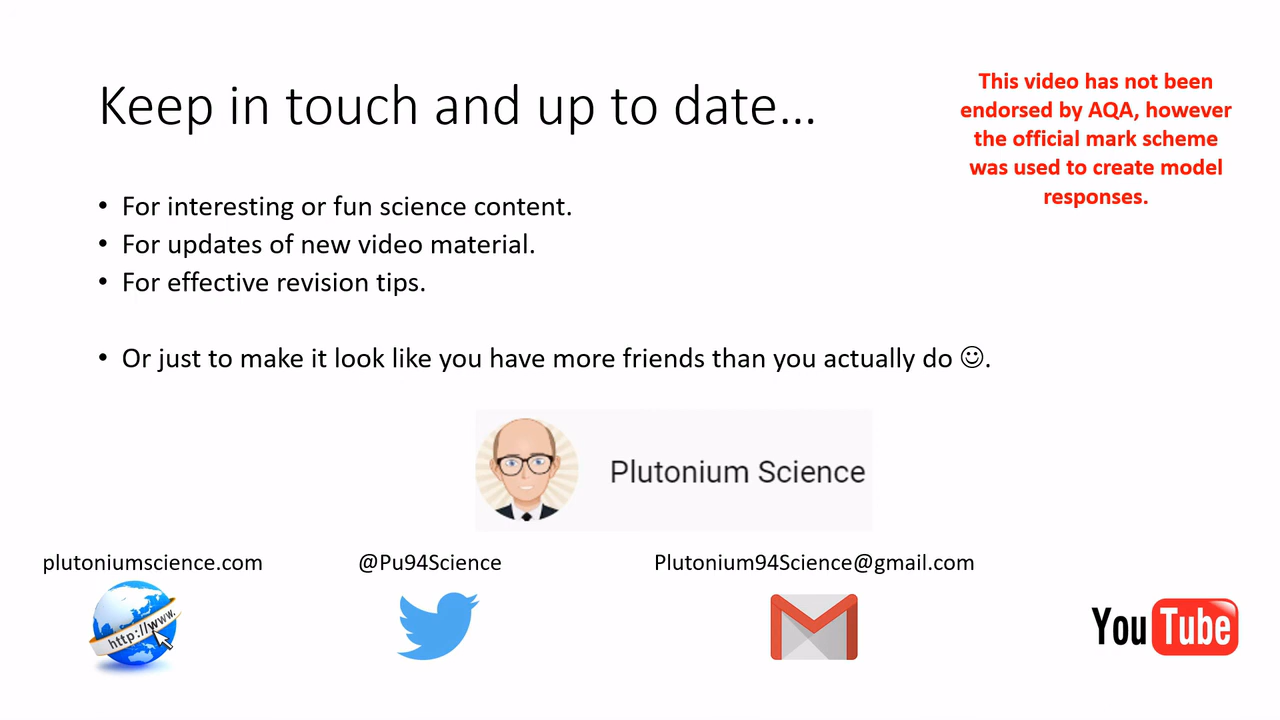 Keep in touch and up to date...
This video has not been
endorsed by AQA, however
the official mark scheme
was used to create model
responses.
• For interesting or fun science content.
• For updates of new video material.
• For effective revision tips.
• Or just to make it look like you have more friends than you actually do ☺.
Plutonium Science
plutoniumscience.com
@Pu94Science
Plutonium94Science@gmail.com
http://www.
YouTube